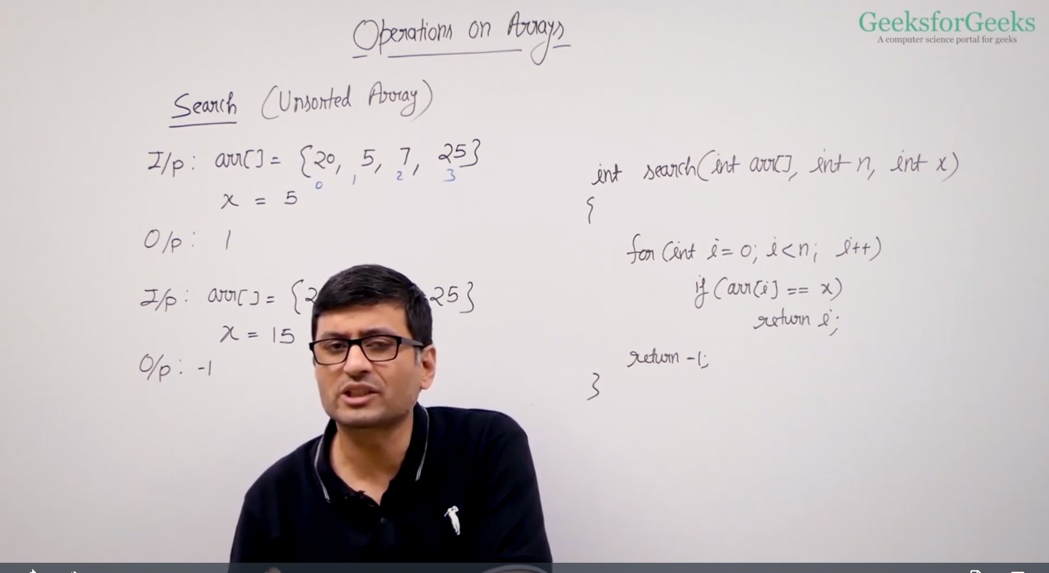 GeeksforGeeks
A computer science portal for geeks
Operations on Arrays
Search (Unsorted Array)
I/p: arr[] = {20, 5, 7, 25}
0 1 2 3
x = 5
O/p: 1
I/p: arr[] = {2 25}
x = 15
O/p: -1
int search(int arr[], int n, int x)
{
for (int i = 0; i < n; i++)
if (arr[i] == x)
return i;
return -1;
}